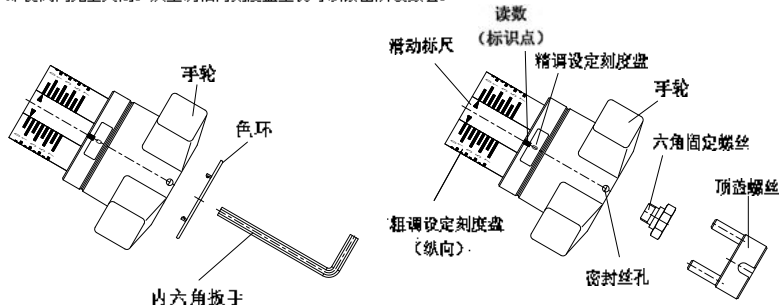 手轮
色环
内六角扳手
读数
（标识点）
滑动标尺
精调设定刻度盘
手轮
六角固定螺丝
顶盖螺丝
粗调设定刻度盘
（纵向）
密封丝孔